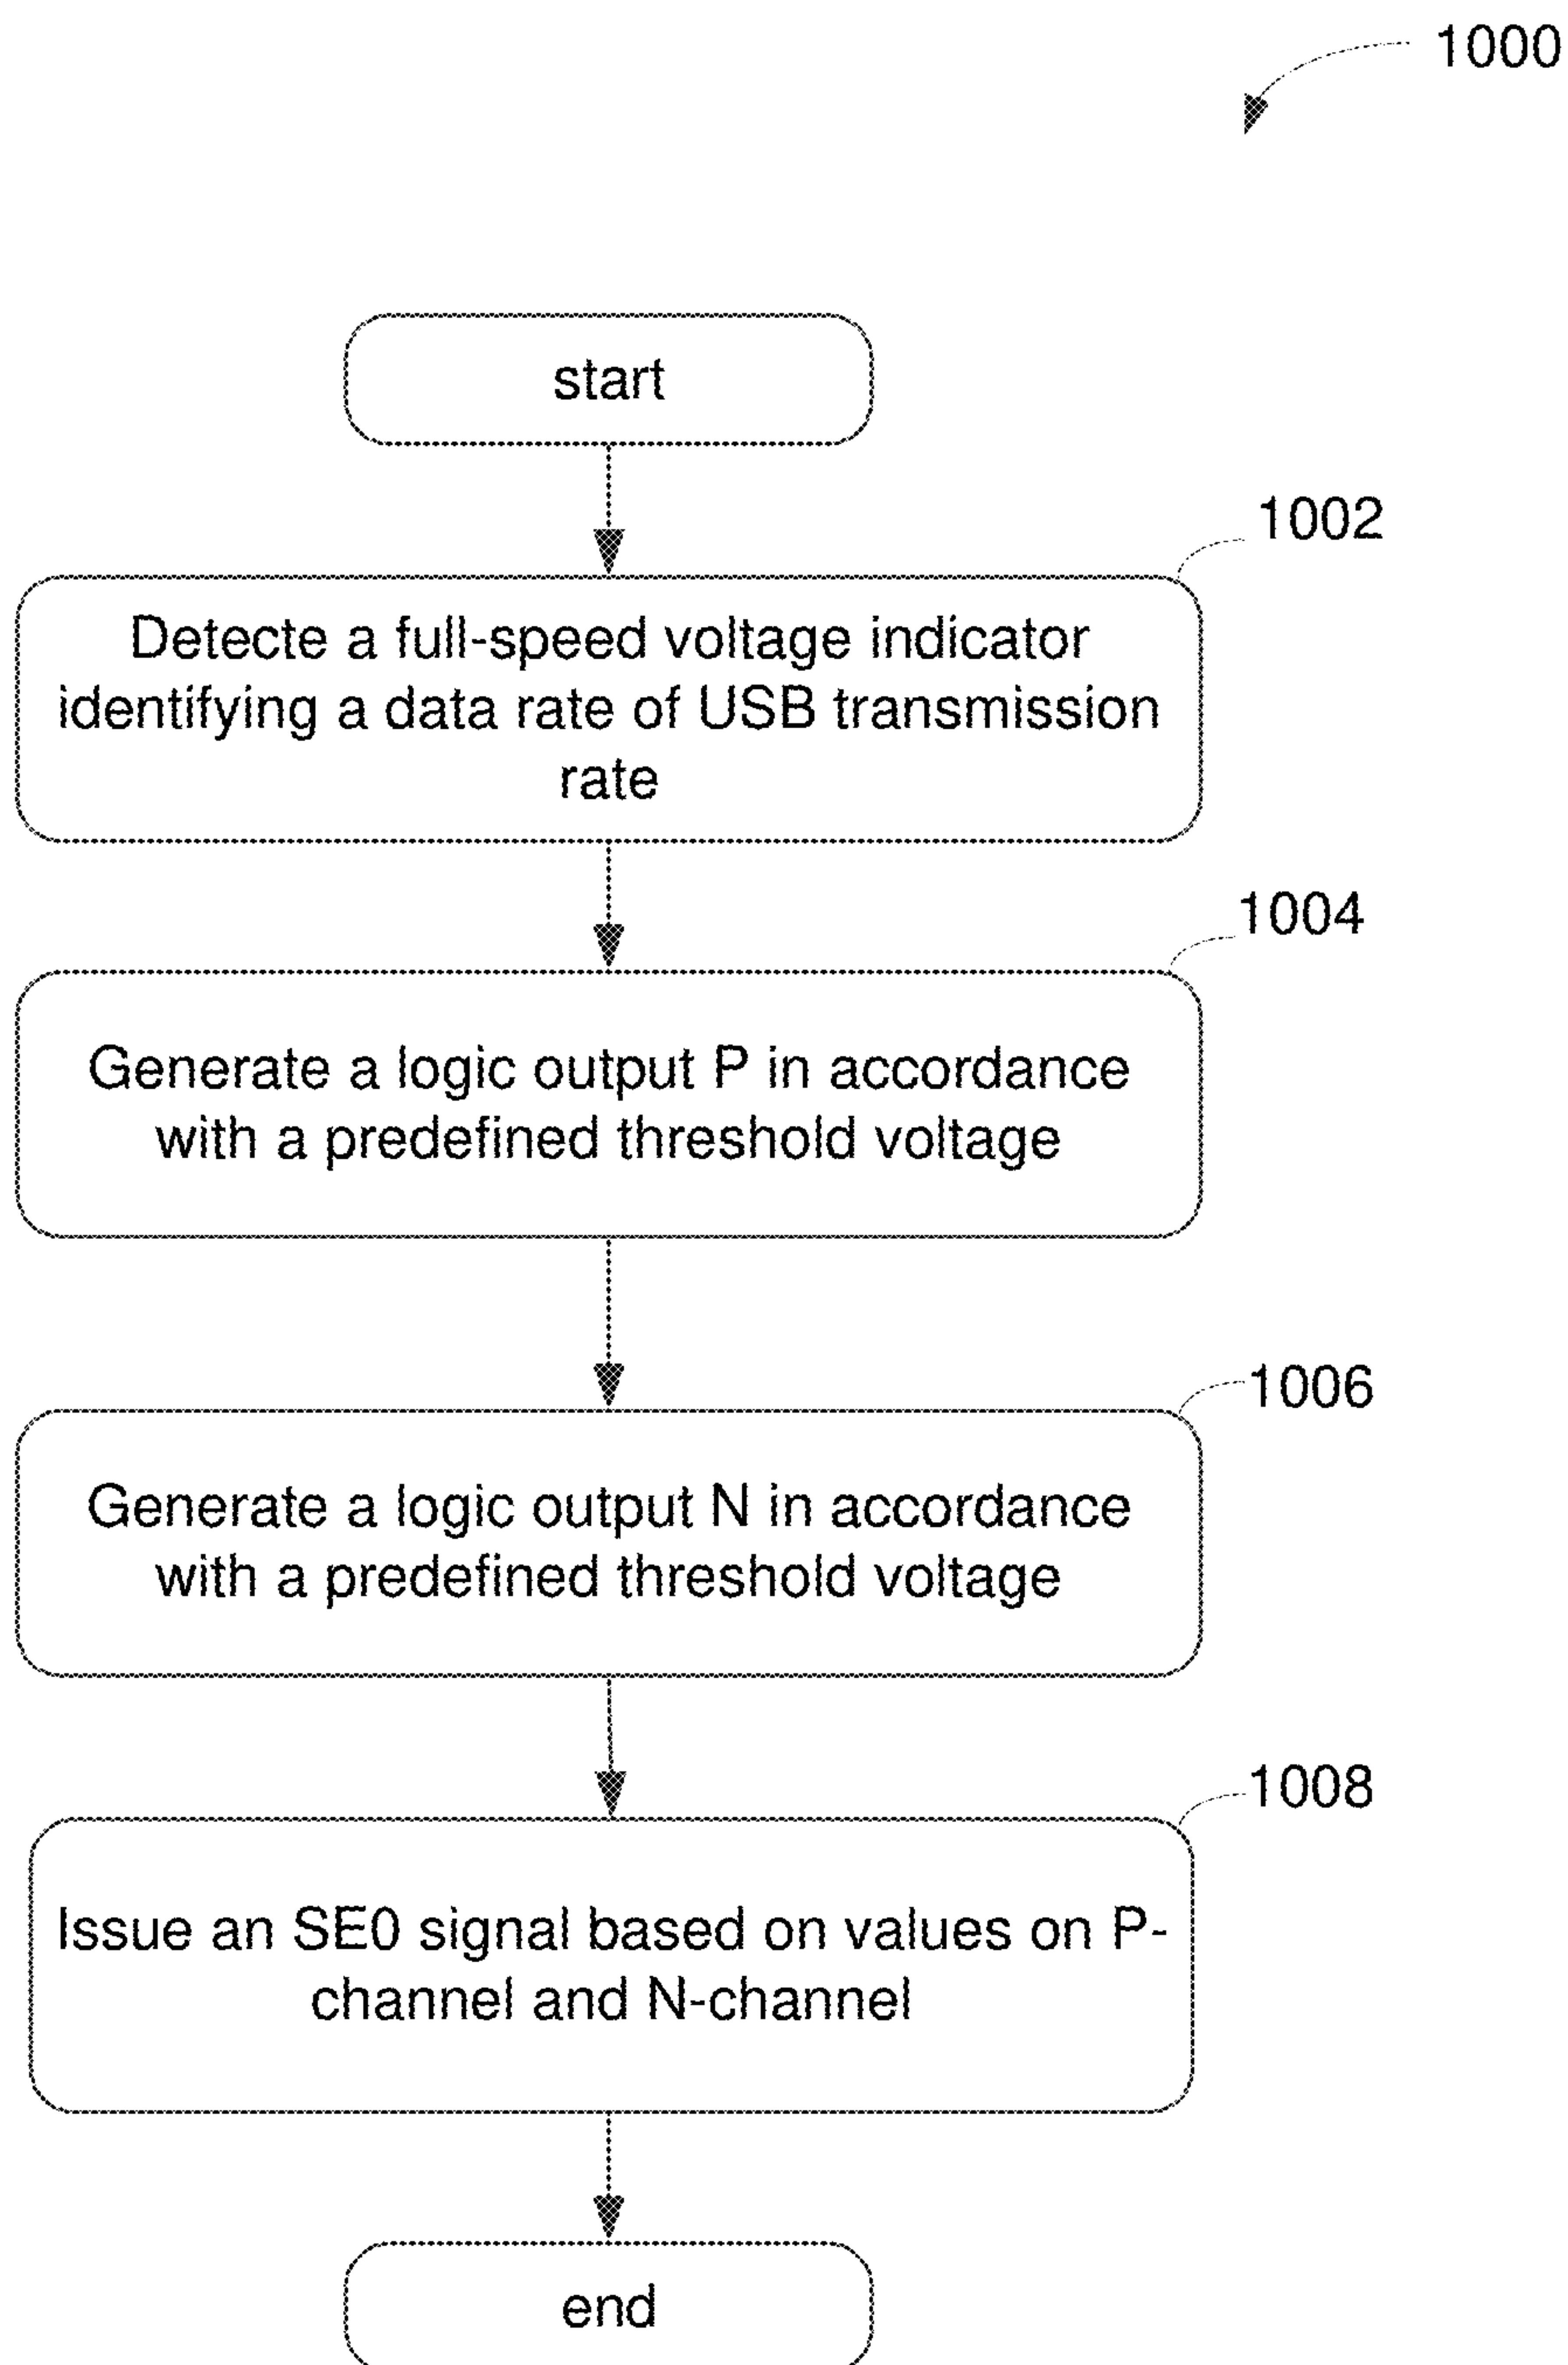 1000
start
1002
Detecte a full-speed voltage indicator
identifying a data rate of USB transmission
rate
1004
Generate a logic output P in accordance
with a predefined threshold voltage
1006
Generate a logic output N in accordance
with a predefined threshold voltage
1008
Issue an SE0 signal based on values on P-
channel and N-channel
end